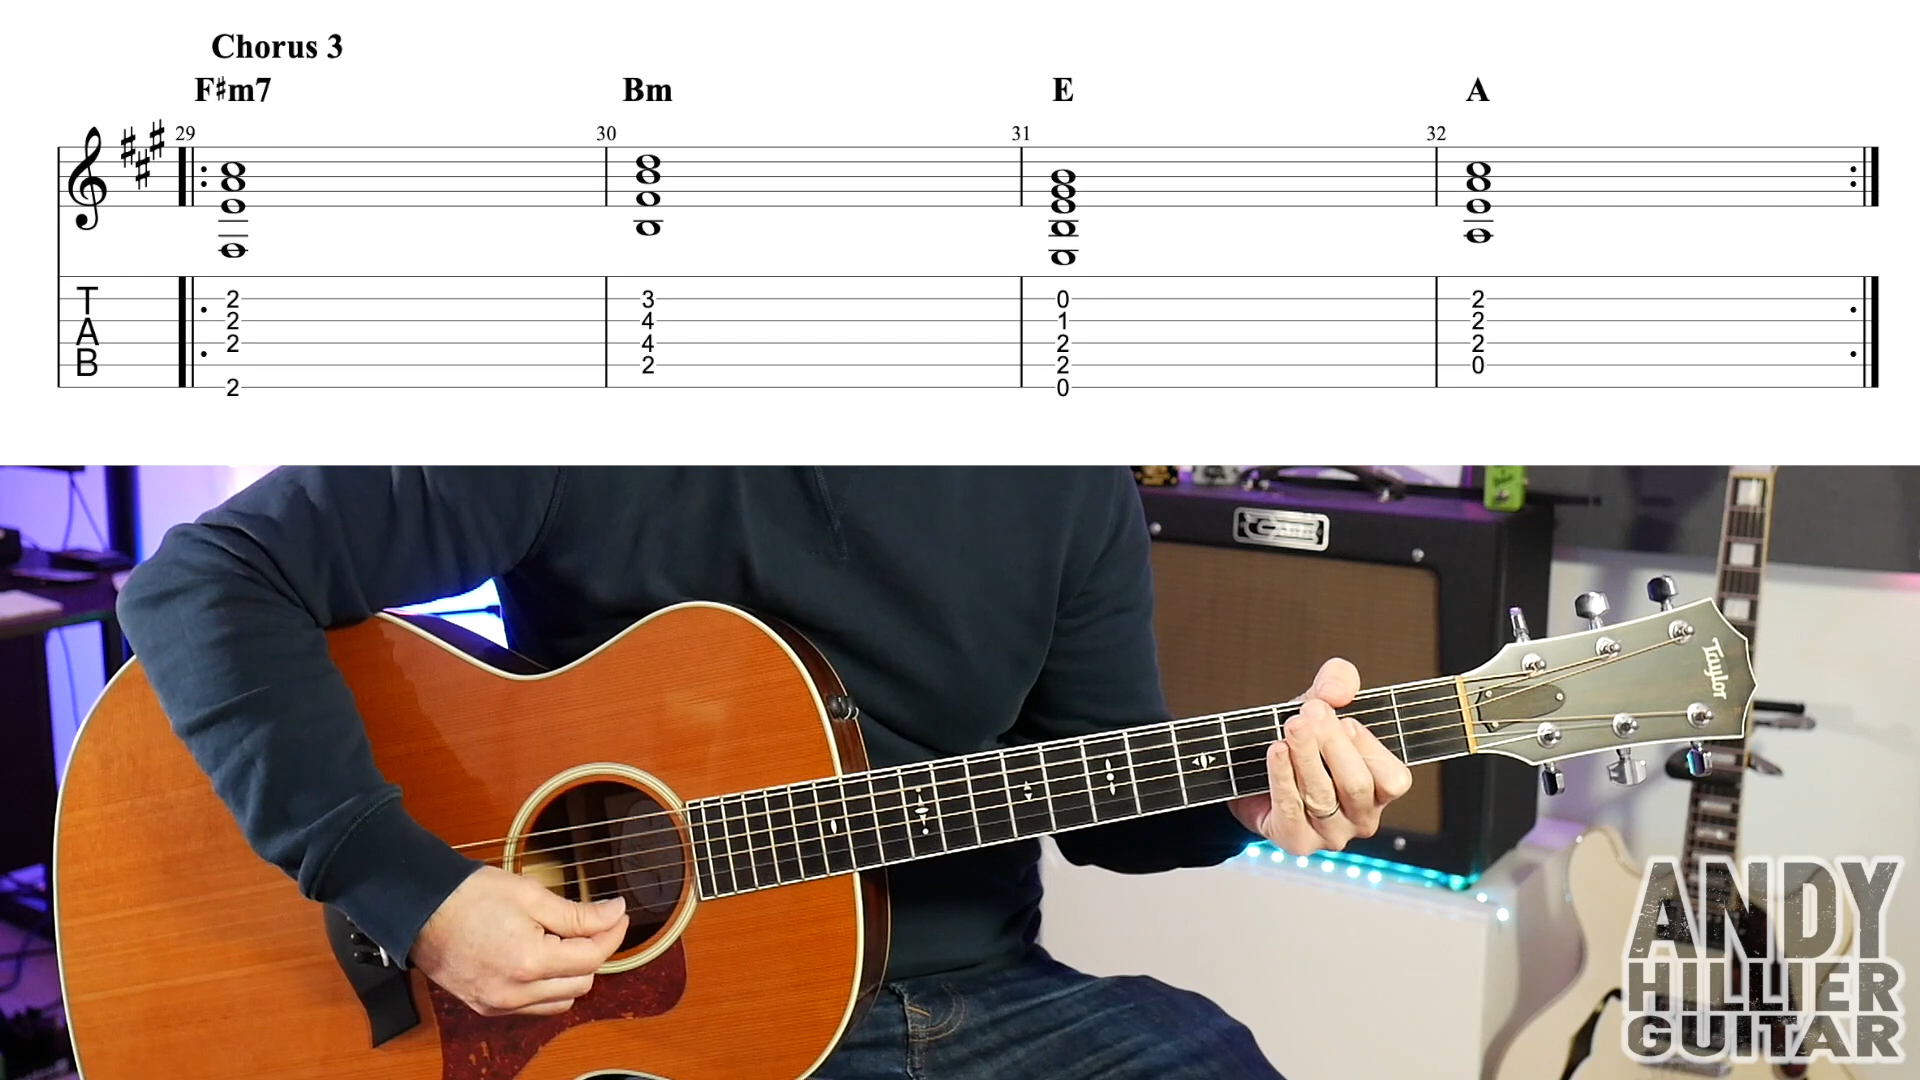 Chorus 3
F♯m7 Bm E A
29 30 31 32
T 2 3 0 2
2 4 1 2
A 2 4 2 2
B 2 2 0
2 0
Taylor
ANDY
HILLIER
GUITAR